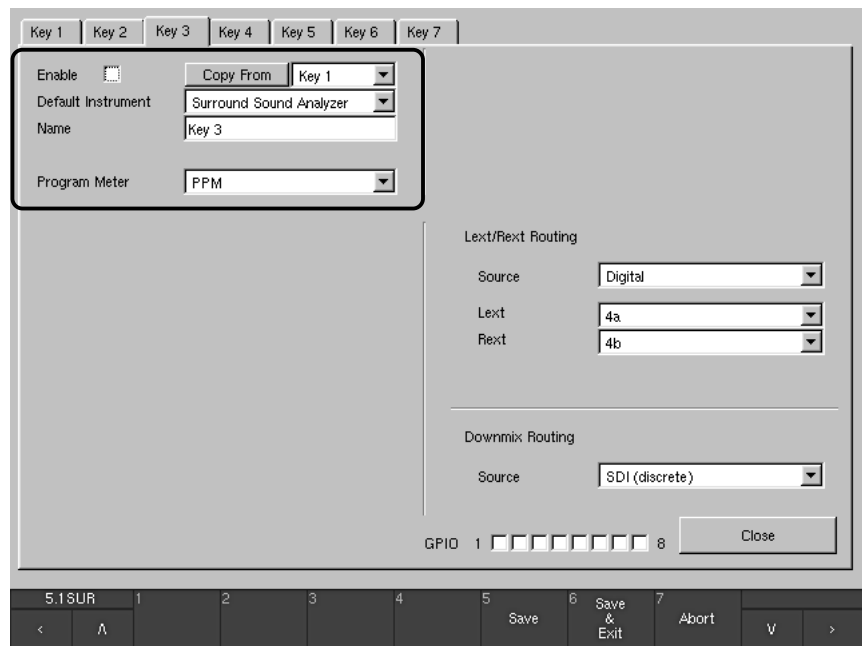 Key 1 Key 2 Key 3 Key 4 Key 5 Key 6 Key 7
Enable Copy From Key 1
Default Instrument Surround Sound Analyzer
Name Key 3
Program Meter PPM
Lext/Rext Routing
Source Digital
Lext 4a
Rext 4b
Downmix Routing
Source SDI (discrete)
GPIO 1 8 Close
5.1SUR 1 2 3 4 5 Save 6 Save & Exit 7 Abort
< Λ V >